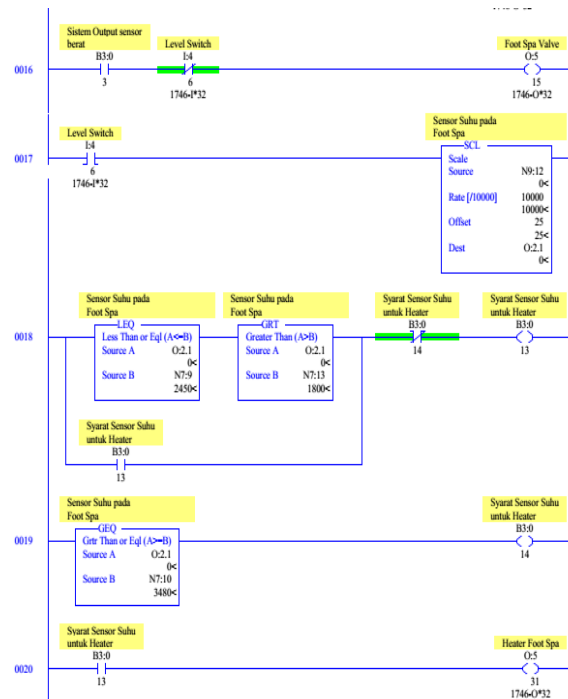 Sistem Output sensor
berat
B3:0
3
Level Switch
I:4
6
1746-I*32
Foot Spa Valve
O:5
15
1746-O*32
0016
Level Switch
I:4
6
1746-I*32
0017
Sensor Suhu pada
Foot Spa
SCL
Scale
Source N9:12
0<
Rate [/10000] 10000
10000<
Offset 25
25<
Dest O:2.1
0<
Sensor Suhu pada
Foot Spa
LEQ
Less Than or Eql (A<=B)
Source A O:2.1
0<
Source B N7:9
2450<
Sensor Suhu pada
Foot Spa
GRT
Greater Than (A>B)
Source A O:2.1
0<
Source B N7:13
1800<
Syarat Sensor Suhu
untuk Heater
B3:0
14
Syarat Sensor Suhu
untuk Heater
B3:0
13
0018
Syarat Sensor Suhu
untuk Heater
B3:0
13
Sensor Suhu pada
Foot Spa
GEQ
Grtr Than or Eql (A>=B)
Source A O:2.1
0<
Source B N7:10
3480<
Syarat Sensor Suhu
untuk Heater
B3:0
14
0019
Syarat Sensor Suhu
untuk Heater
B3:0
13
Heater Foot Spa
O:5
31
1746-O*32
0020